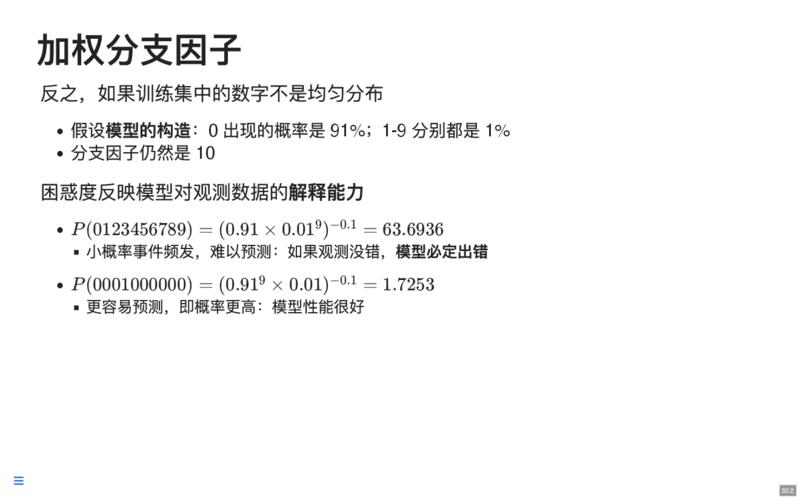 加权分支因子
反之，如果训练集中的数字不是均匀分布
• 假设模型的构造：0 出现的概率是 91%；1-9 分别都是 1%
• 分支因子仍然是 10
困惑度反映模型对观测数据的解释能力
• P(0123456789) = (0.91 × 0.01⁹)⁻⁰·¹ = 63.6936
▪ 小概率事件频发，难以预测：如果观测没错，模型必定出错
• P(0001000000) = (0.91⁹ × 0.01)⁻⁰·¹ = 1.7253
▪ 更容易预测，即概率更高：模型性能很好
32.2